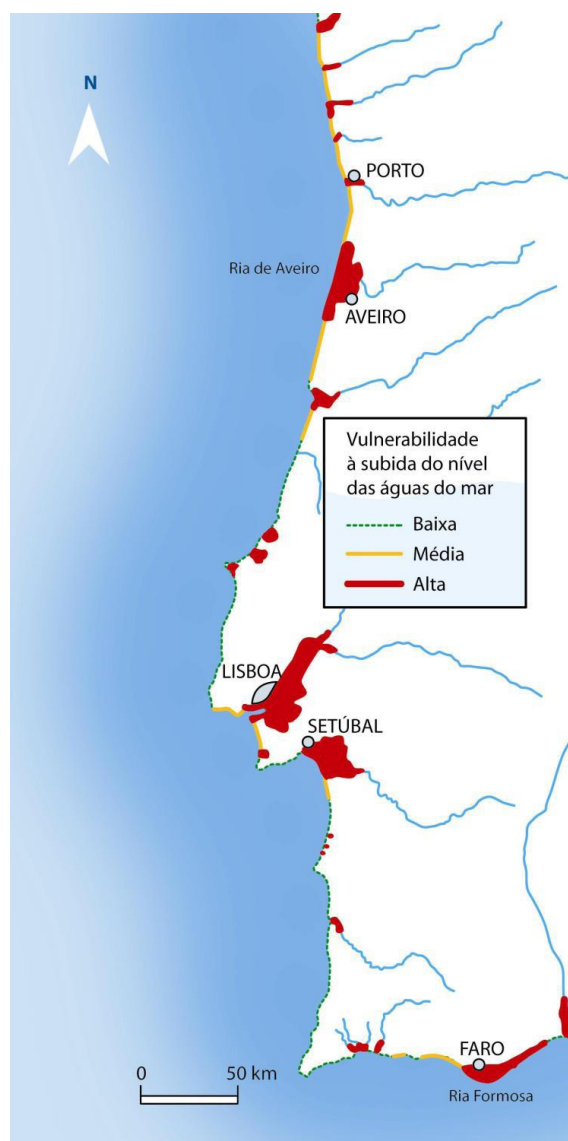 N
PORTO
Ria de Aveiro
AVEIRO
Vulnerabilidade
à subida do nível
das águas do mar
Baixa
Média
Alta
LISBOA
SETÚBAL
FARO
0 50 km
Ria Formosa